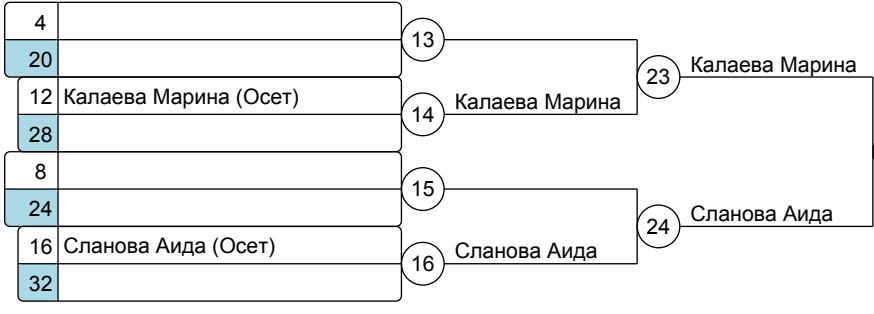 4
13
20
23 Калаева Марина
12 Калаева Марина (Осет)
14 Калаева Марина
28
8
15
24
24 Сланова Аида
16 Сланова Аида (Осет)
16 Сланова Аида
32